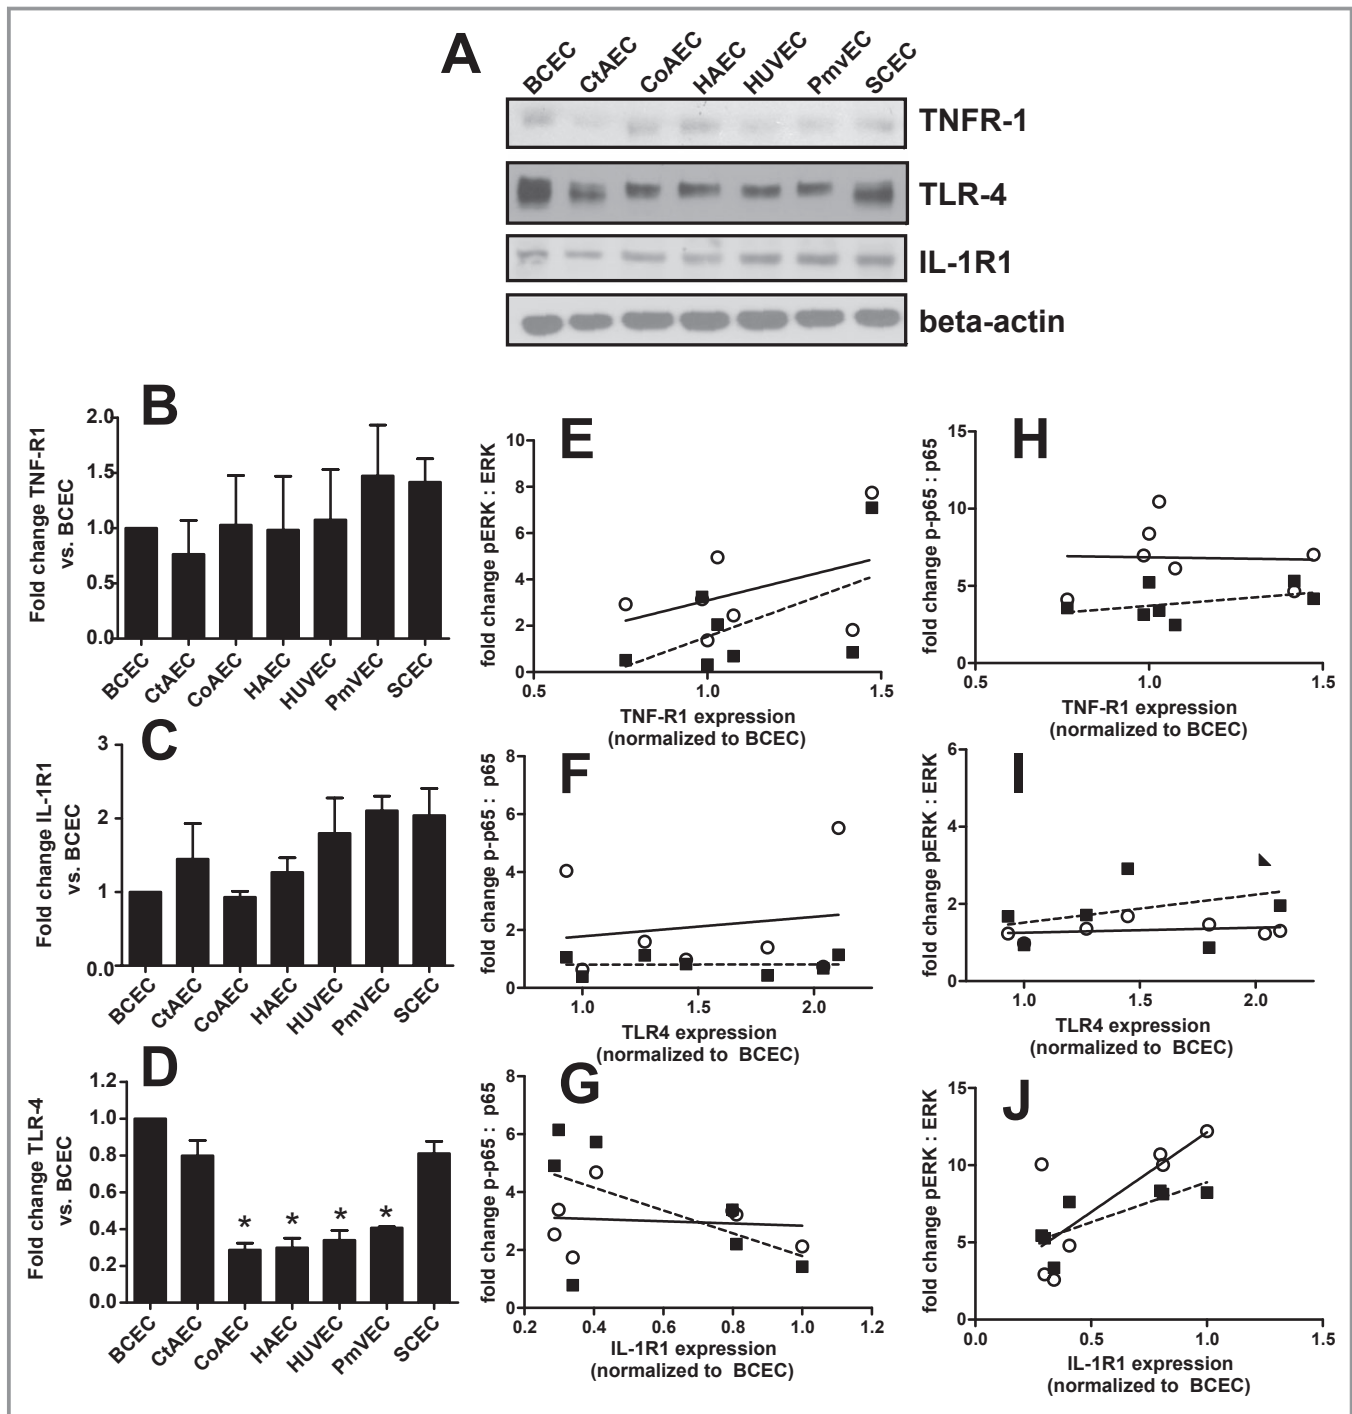 A
BCEC
CtAEC
CoAEC
HAEC
HUVEC
PmvEC
SCEC
TNFR-1
TLR-4
IL-1R1
beta-actin
B
Fold change TNF-R1
vs. BCEC
2.0
1.5
1.0
0.5
0.0
BCEC
CtAEC
CoAEC
HAEC
HUVEC
PmVEC
SCEC
E
fold change pERK : ERK
10
8
6
4
2
0
0.5
1.0
1.5
TNF-R1 expression
(normalized to BCEC)
H
fold change p-p65 : p65
15
10
5
0
0.5
1.0
1.5
TNF-R1 expression
(normalized to BCEC)
C
Fold change IL-1R1
vs. BCEC
3
2
1
0.0
BCEC
CtAEC
CoAEC
HAEC
HUVEC
PmVEC
SCEC
F
fold change p-p65 : p65
8
6
4
2
0
1.0
1.5
2.0
TLR4 expression
(normalized to BCEC)
I
fold change pERK : ERK
6
4
2
0
1.0
1.5
2.0
TLR4 expression
(normalized to BCEC)
D
Fold change TLR-4
vs. BCEC
1.2
1.0
0.8
0.6
0.4
0.2
0.0
* * * *
BCEC
CtAEC
CoAEC
HAEC
HUVEC
PmVEC
SCEC
G
fold change p-p65 : p65
8
6
4
2
0
0.2
0.4
0.6
0.8
1.0
1.2
IL-1R1 expression
(normalized to BCEC)
J
fold change pERK : ERK
15
10
5
0
0.0
0.5
1.0
1.5
IL-1R1 expression
(normalized to BCEC)